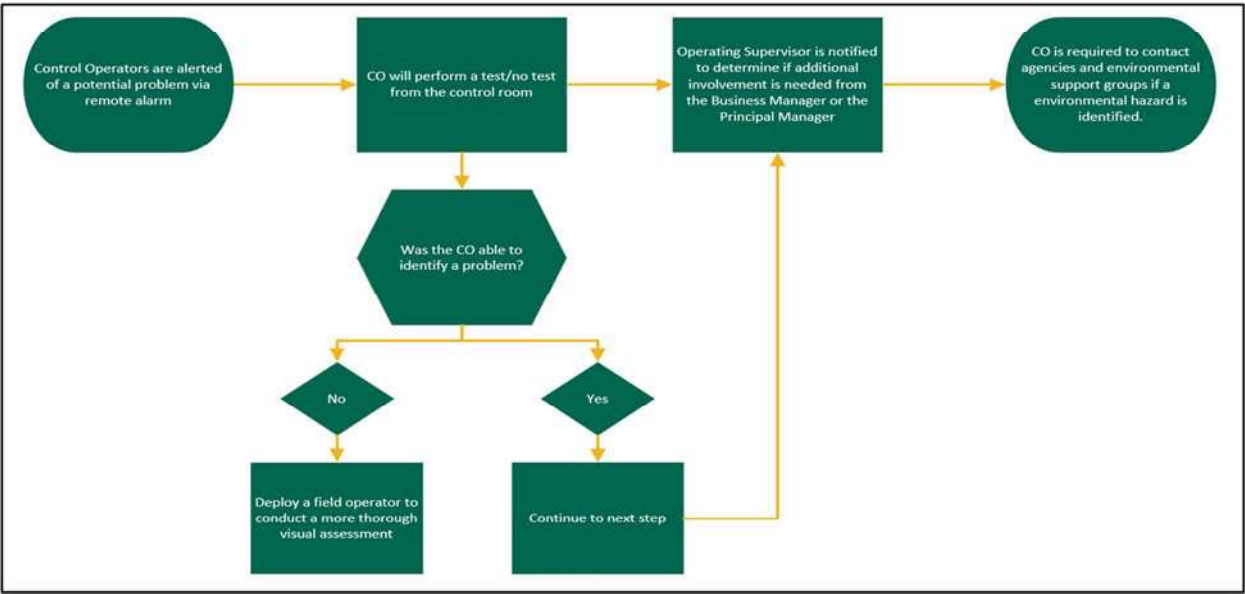 Control Operators are alerted
of a potential problem via
remote alarm
CO will perform a test/no test
from the control room
Operating Supervisor is notified
to determine if additional
involvement is needed from
the Business Manager or the
Principal Manager
CO is required to contact
agencies and environmental
support groups if a
environmental hazard is
identified.
Was the CO able to
identify a problem?
No
Yes
Deploy a field operator to
conduct a more thorough
visual assessment
Continue to next step